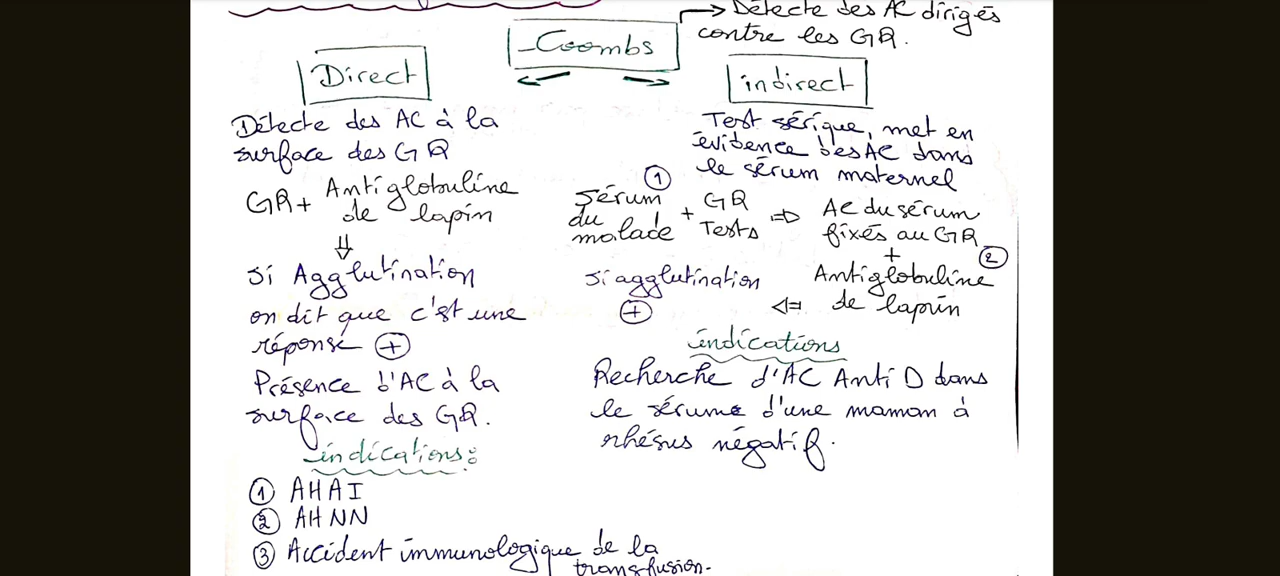 Coombs
→ Détecte des AC dirigés
contre les GR.
Direct
Détecte des AC à la
surface des GR
GR + Antiglobuline
de lapin
⇓
si Agglutination
on dit que c'est une
réponse ⊕
Présence d'AC à la
surface des GR.
indications:
① AHAI
② AHNN
③ Accident immunologique de la
transfusion.
indirect
Test sérique, met en
évidence des AC dans
le sérum maternel
①
Sérum du malade + GR Tests ⇒ AC du sérum
fixés au GR
+ ②
Antiglobuline
de lapin
⇐
si agglutination
⊕
indications
Recherche d'AC Anti D dans
le sérume d'une maman à
rhésus négatif.